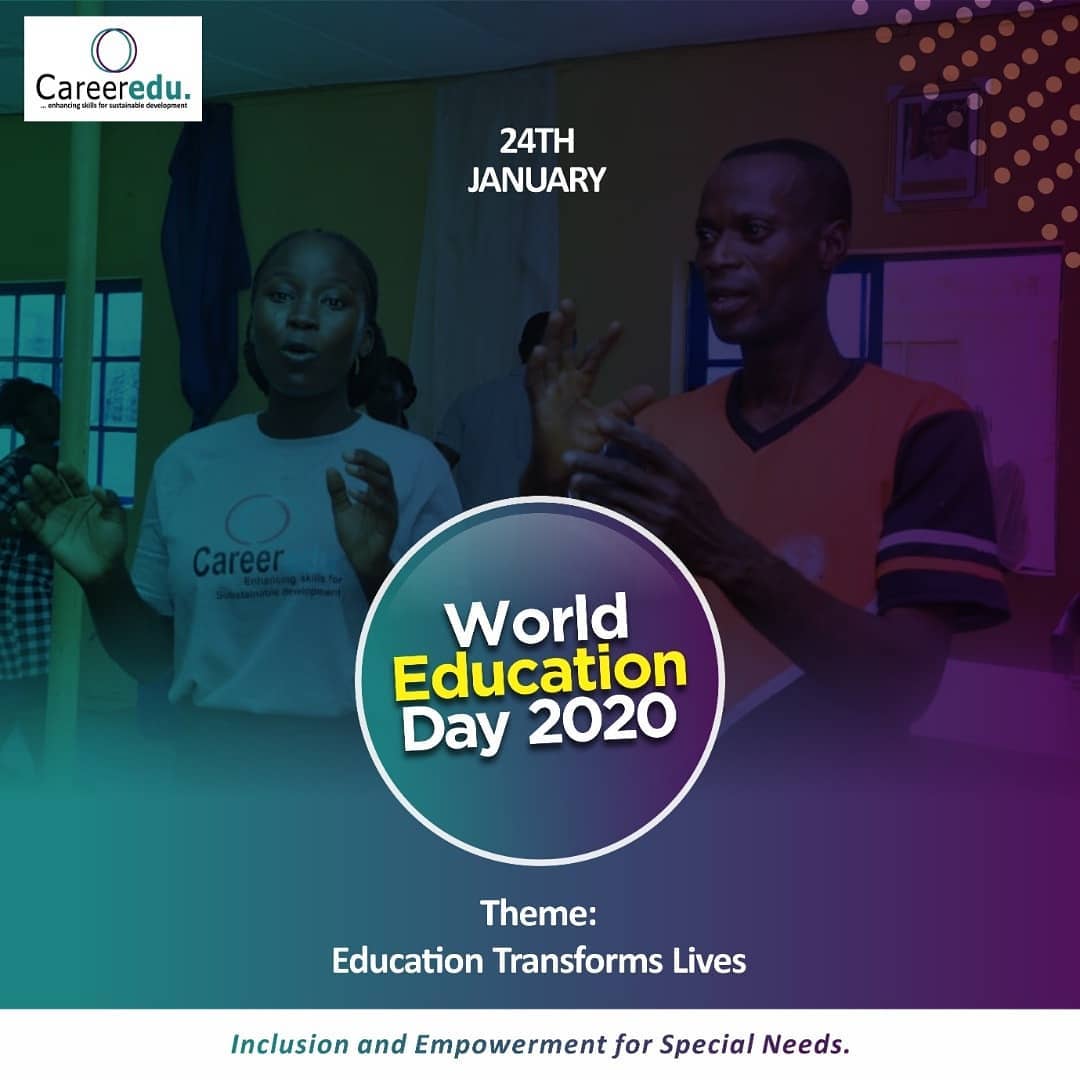 Careeredu.
... enhancing skills for sustainable development
24TH
JANUARY
Career
Enhancing skills for
Substainable development
World
Education
Day 2020
Theme:
Education Transforms Lives
Inclusion and Empowerment for Special Needs.